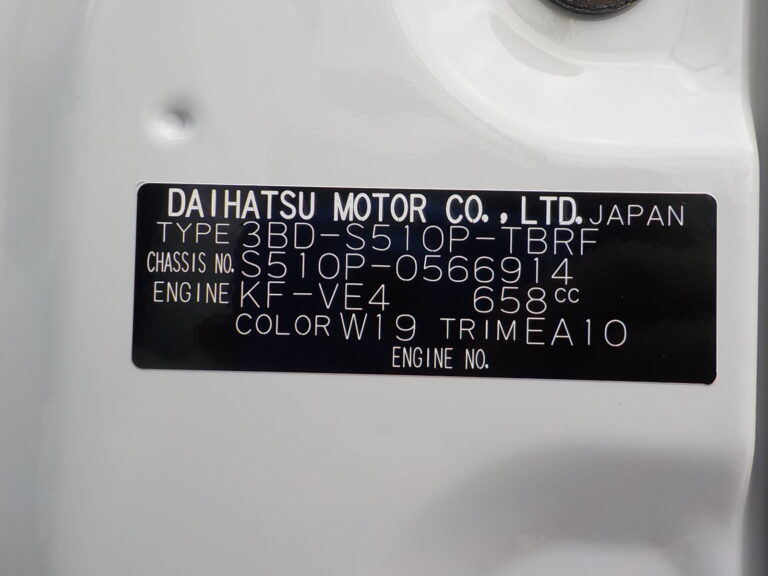 DAIHATSU MOTOR CO., LTD. JAPAN
TYPE 3BD-S510P-TBRF
CHASSIS NO. S510P-0566914
ENGINE KF-VE4 658cc
COLOR W19 TRIM EA10
ENGINE NO.